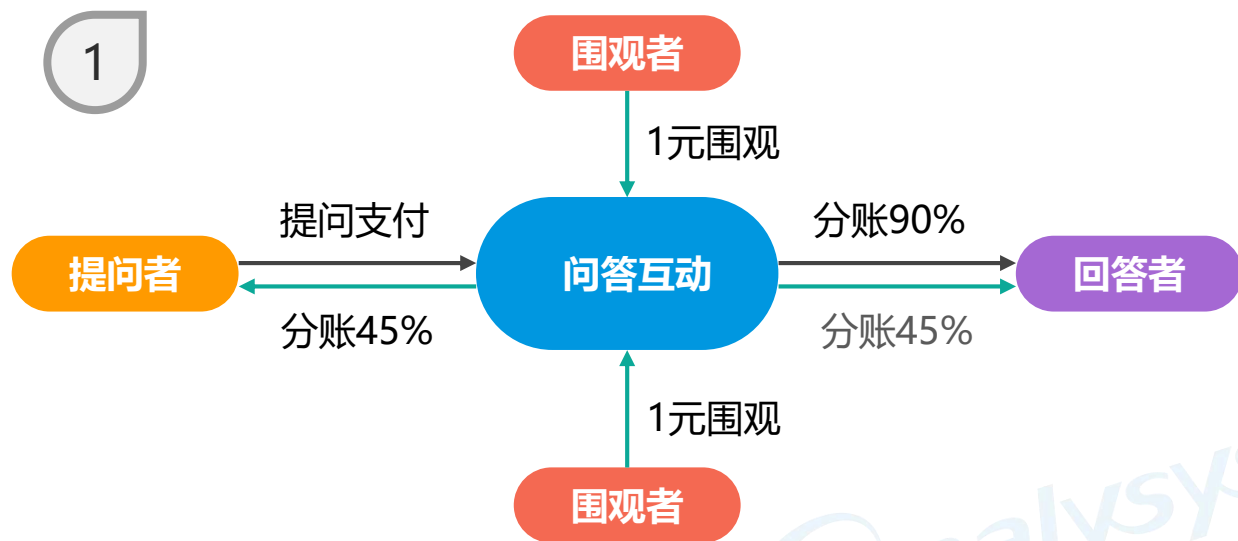 1
围观者
1元围观
提问支付
分账90%
提问者
问答互动
回答者
分账45%
分账45%
1元围观
围观者